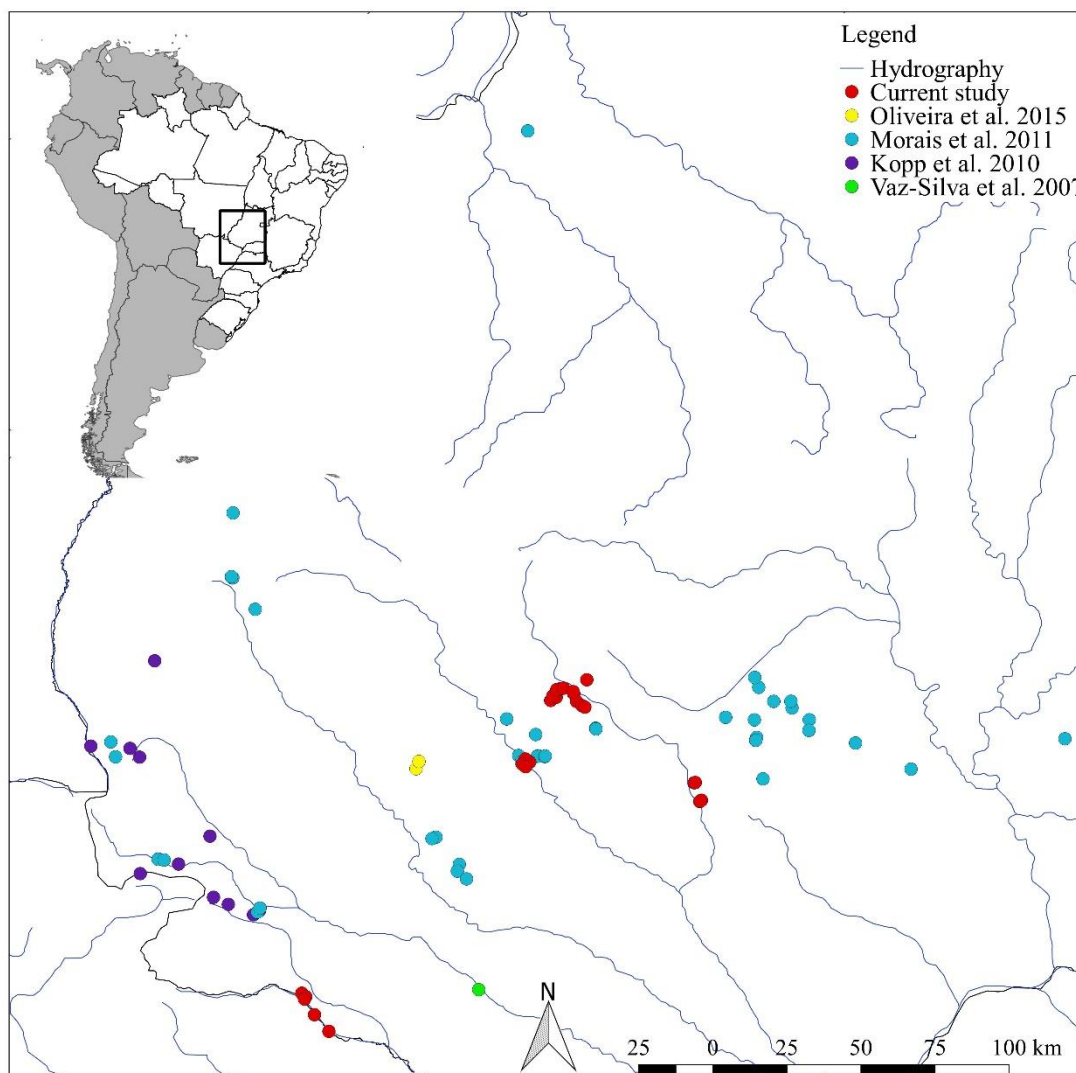 Legend
Hydrography
Current study
Oliveira et al. 2015
Morais et al. 2011
Kopp et al. 2010
Vaz-Silva et al. 2007
N
25 0 25 50 75 100 km